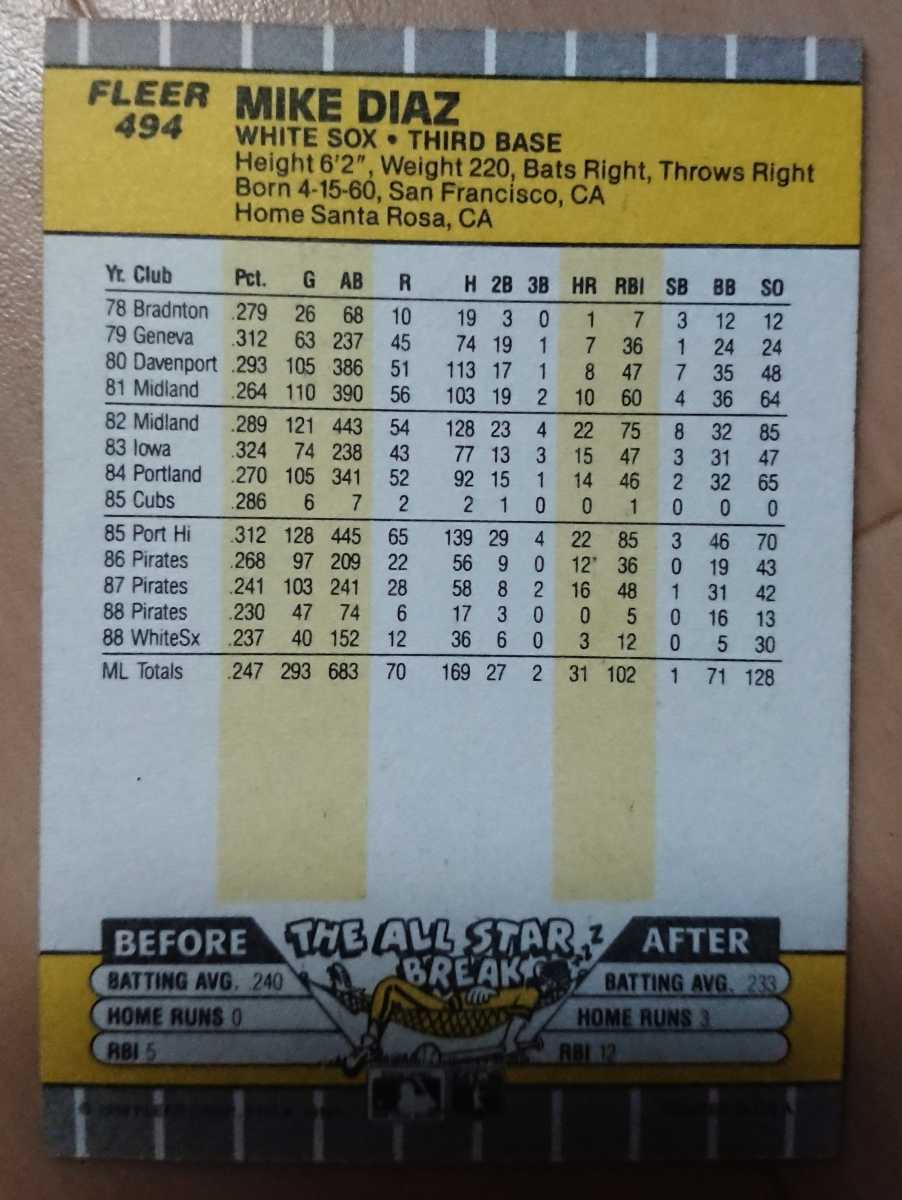 FLEER
494
MIKE DIAZ
WHITE SOX • THIRD BASE
Height 6'2", Weight 220, Bats Right, Throws Right
Born 4-15-60, San Francisco, CA
Home Santa Rosa, CA
Yr. Club Pct. G AB R H 2B 3B HR RBI SB BB SO
78 Bradnton .279 26 68 10 19 3 0 1 7 3 12 12
79 Geneva .312 63 237 45 74 19 1 7 36 1 24 24
80 Davenport .293 105 386 51 113 17 1 8 47 7 35 48
81 Midland .264 110 390 56 103 19 2 10 60 4 36 64
82 Midland .289 121 443 54 128 23 4 22 75 8 32 85
83 Iowa .324 74 238 43 77 13 3 15 47 3 31 47
84 Portland .270 105 341 52 92 15 1 14 46 2 32 65
85 Cubs .286 6 7 2 2 1 0 0 1 0 0 0
85 Port Hi .312 128 445 65 139 29 4 22 85 3 46 70
86 Pirates .268 97 209 22 56 9 0 12 36 0 19 43
87 Pirates .241 103 241 28 58 8 2 16 48 1 31 42
88 Pirates .230 47 74 6 17 3 0 0 5 0 16 13
88 WhiteSx .237 40 152 12 36 6 0 3 12 0 5 30
ML Totals .247 293 683 70 169 27 2 31 102 1 71 128
BEFORE THE ALL STAR BREAK AFTER
BATTING AVG. .240 BATTING AVG. .233
HOME RUNS 0 HOME RUNS 3
RBI 5 RBI 12